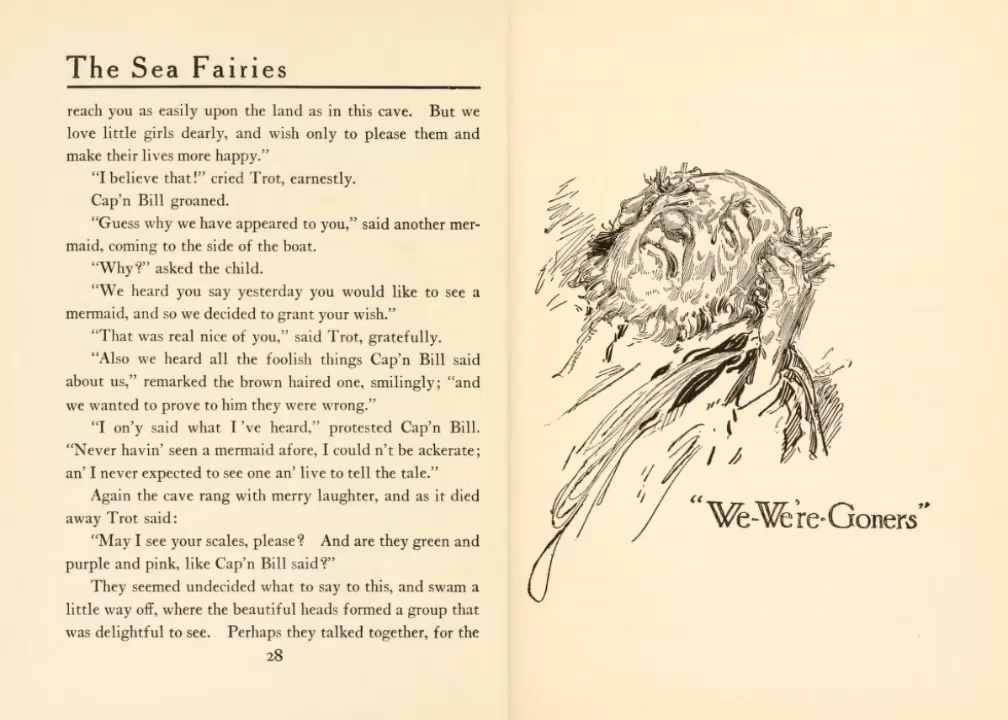 The Sea Fairies
reach you as easily upon the land as in this cave. But we
love little girls dearly, and wish only to please them and
make their lives more happy.”
“I believe that!” cried Trot, earnestly.
Cap’n Bill groaned.
“Guess why we have appeared to you,” said another mer-
maid, coming to the side of the boat.
“Why?” asked the child.
“We heard you say yesterday you would like to see a
mermaid, and so we decided to grant your wish.”
“That was real nice of you,” said Trot, gratefully.
“Also we heard all the foolish things Cap’n Bill said
about us,” remarked the brown haired one, smilingly; “and
we wanted to prove to him they were wrong.”
“I on’y said what I ’ve heard,” protested Cap’n Bill.
“Never havin’ seen a mermaid afore, I could n’t be ackerate;
an’ I never expected to see one an’ live to tell the tale.”
Again the cave rang with merry laughter, and as it died
away Trot said:
“May I see your scales, please? And are they green and
purple and pink, like Cap’n Bill said?”
They seemed undecided what to say to this, and swam a
little way off, where the beautiful heads formed a group that
was delightful to see. Perhaps they talked together, for the
28
“We-We’re-Goners”